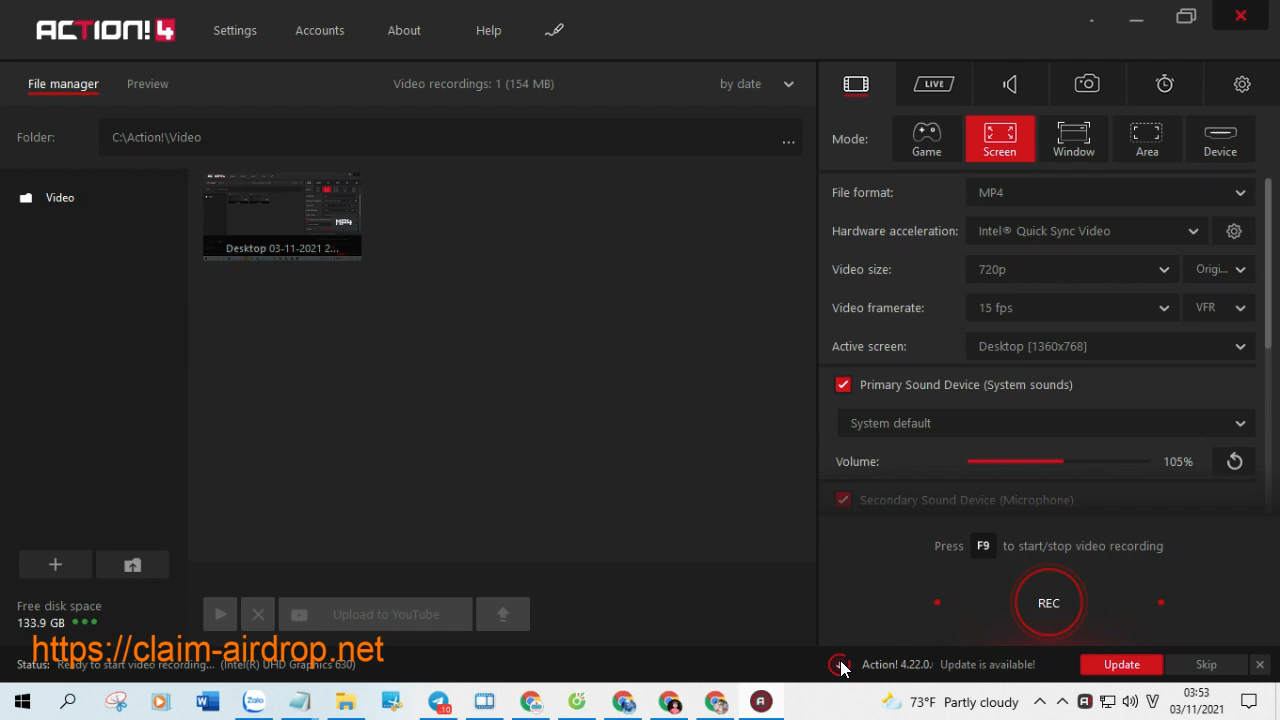 ACTION! 4
Settings
Accounts
About
Help
File manager
Preview
Video recordings: 1 (154 MB)
by date
LIVE
Folder:
C:\Action!\Video
...
Mode:
Game
Screen
Window
Area
Device
Video
MP4
Desktop 03-11-2021 2...
File format:
MP4
Hardware acceleration:
Intel® Quick Sync Video
Video size:
720p
Origi...
Video framerate:
15 fps
VFR
Active screen:
Desktop [1360x768]
Primary Sound Device (System sounds)
System default
Volume:
105%
Secondary Sound Device (Microphone)
Press F9 to start/stop video recording
REC
Free disk space
133.9 GB
Upload to YouTube
https://claim-airdrop.net
Status:
Ready to start video recording... (Intel(R) UHD Graphics 630)
Action! 4.22.0.
Update is available!
Update
Skip
10
73°F Partly cloudy
03:53
03/11/2021